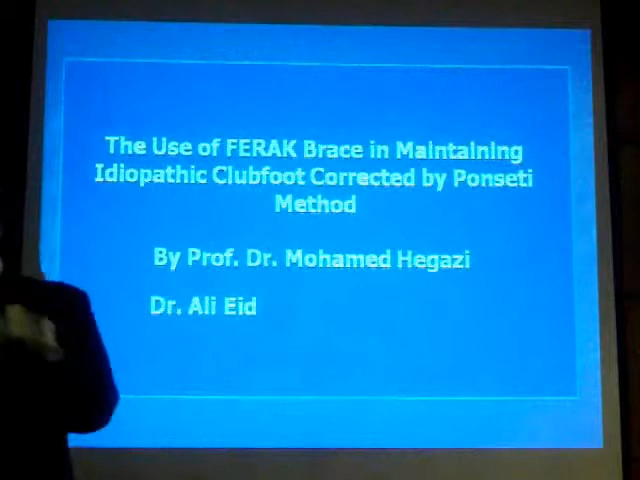 The Use of FERAK Brace in Maintaining
Idiopathic Clubfoot Corrected by Ponseti
Method
By Prof. Dr. Mohamed Hegazi
Dr. Ali Eid